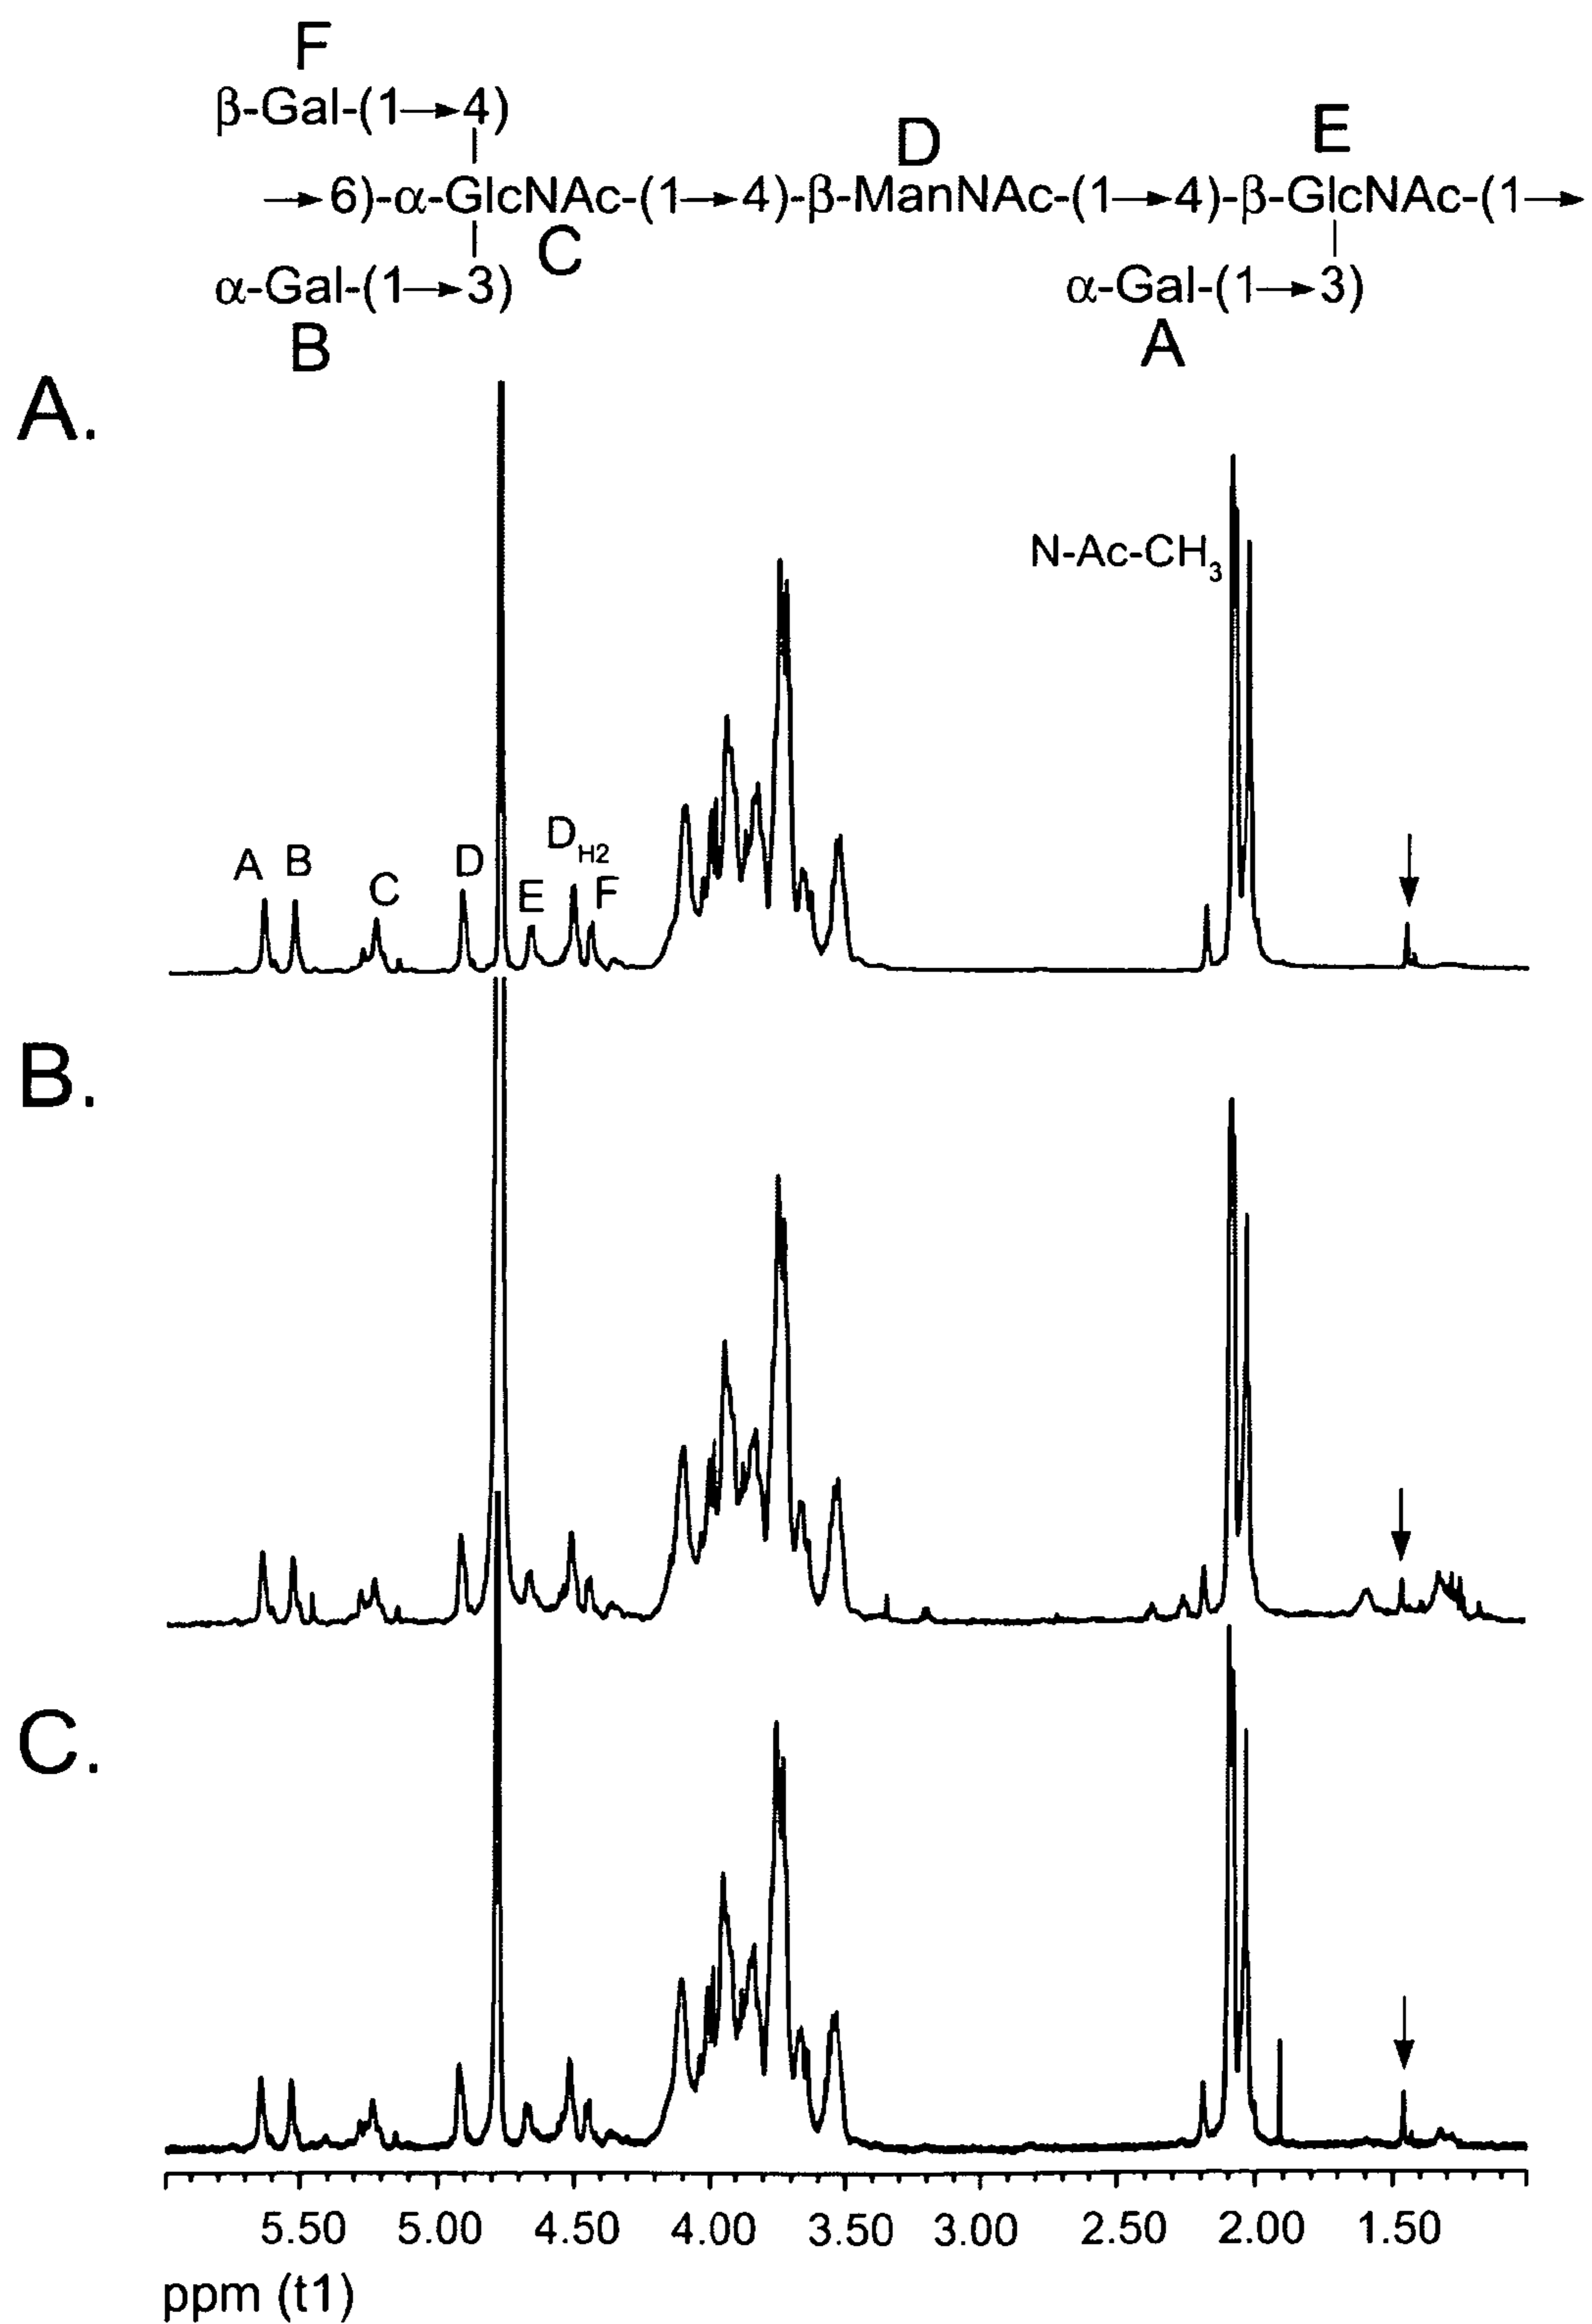 F
β-Gal-(1→4)
D
E
→6)-α-GlcNAc-(1→4)-β-ManNAc-(1→4)-β-GlcNAc-(1→
C
α-Gal-(1→3)
α-Gal-(1→3)
B
A
A.
N-Ac-CH3
A B C D E DH2 F
B.
C.
5.50 5.00 4.50 4.00 3.50 3.00 2.50 2.00 1.50
ppm (t1)